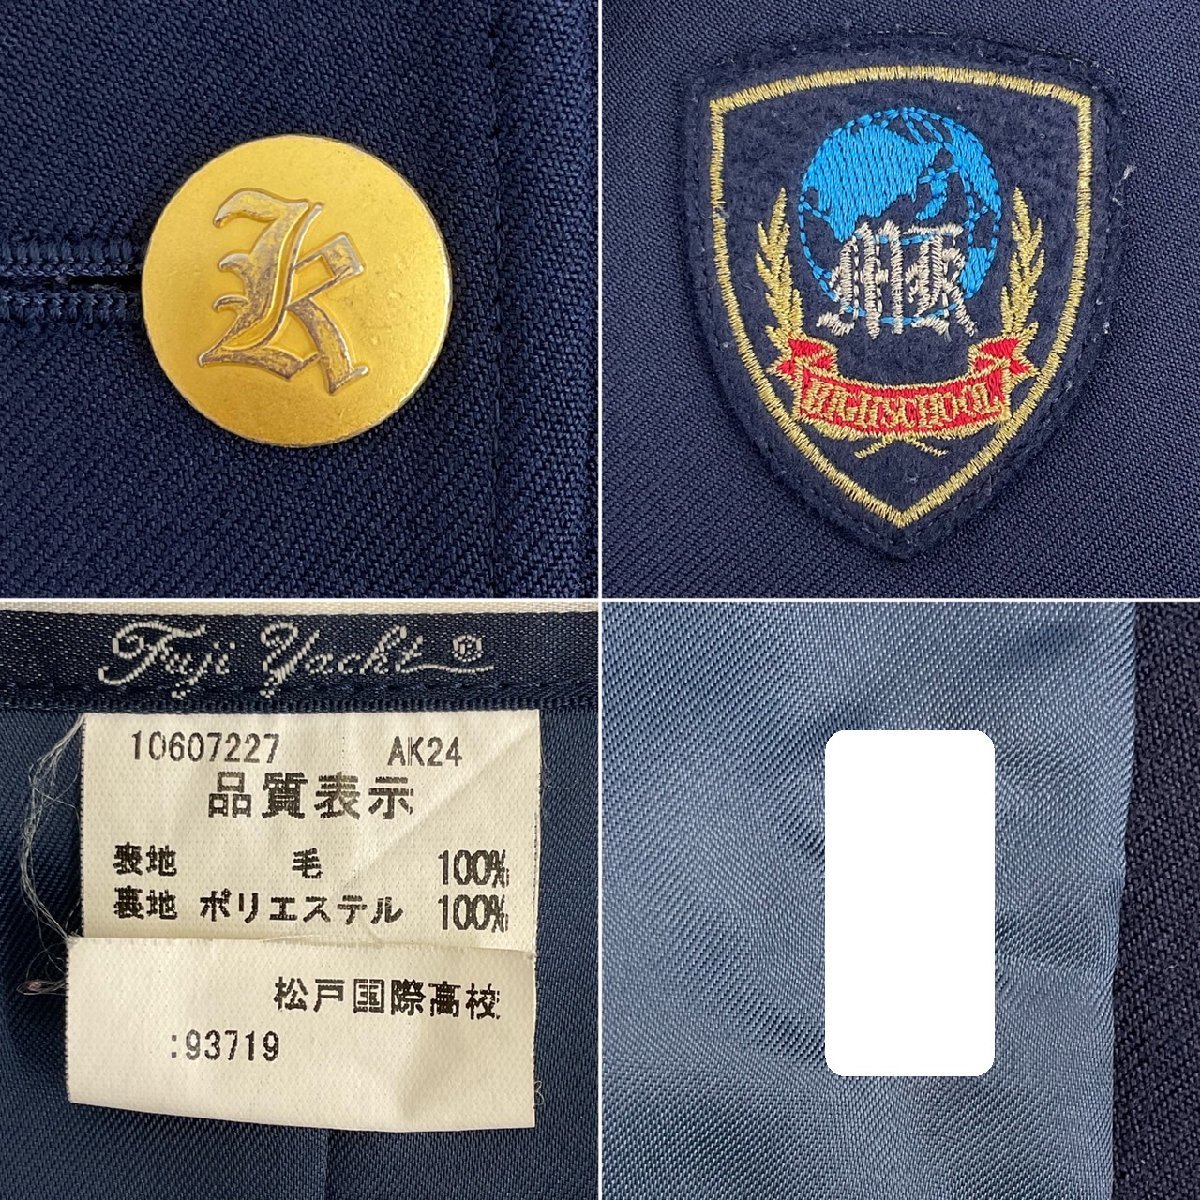 K
HIGHSCHOOL
Fuji Yacht
10607227 AK24
品質表示
表地 毛 100%
裏地 ポリエステル 100%
松戸国際高校
:93719